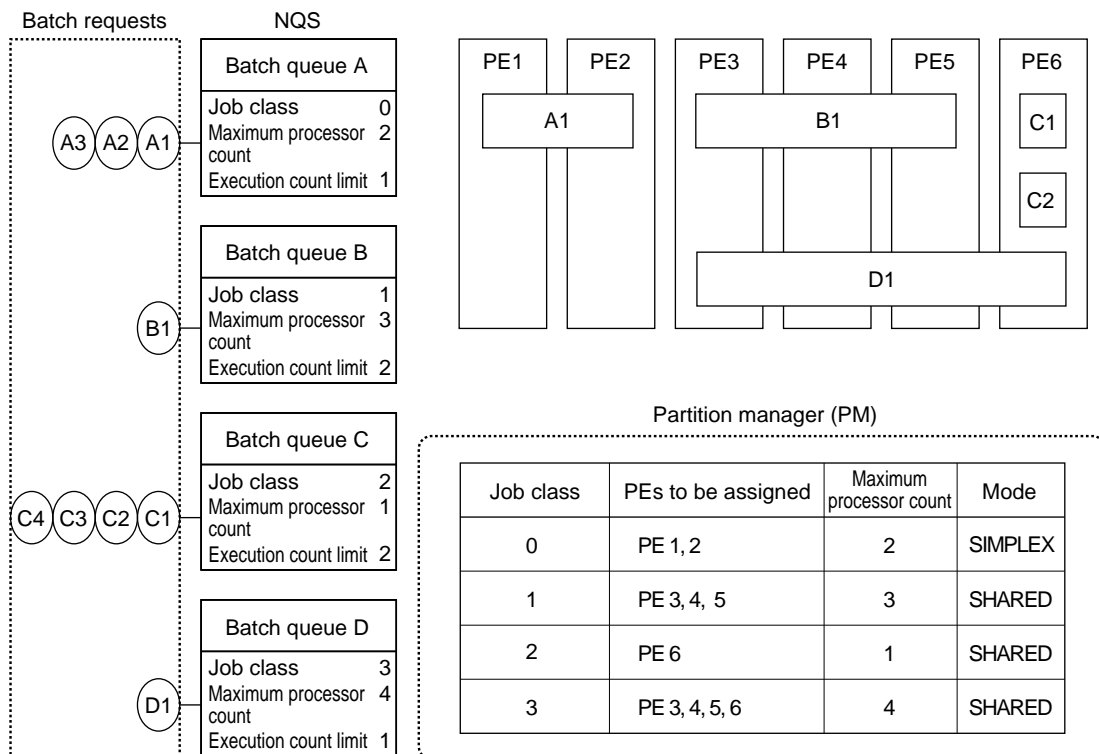 Batch requests
NQS
Batch queue A
Job class 0
Maximum processor 2
count
Execution count limit 1
A3 A2 A1
Batch queue B
Job class 1
Maximum processor 3
count
Execution count limit 2
B1
Batch queue C
Job class 2
Maximum processor 1
count
Execution count limit 2
C4 C3 C2 C1
Batch queue D
Job class 3
Maximum processor 4
count
Execution count limit 1
D1
PE1 PE2 PE3 PE4 PE5 PE6
A1 B1 C1
C2
D1
Partition manager (PM)
Job class PEs to be assigned Maximum processor count Mode
0 PE 1, 2 2 SIMPLEX
1 PE 3, 4, 5 3 SHARED
2 PE 6 1 SHARED
3 PE 3, 4, 5, 6 4 SHARED